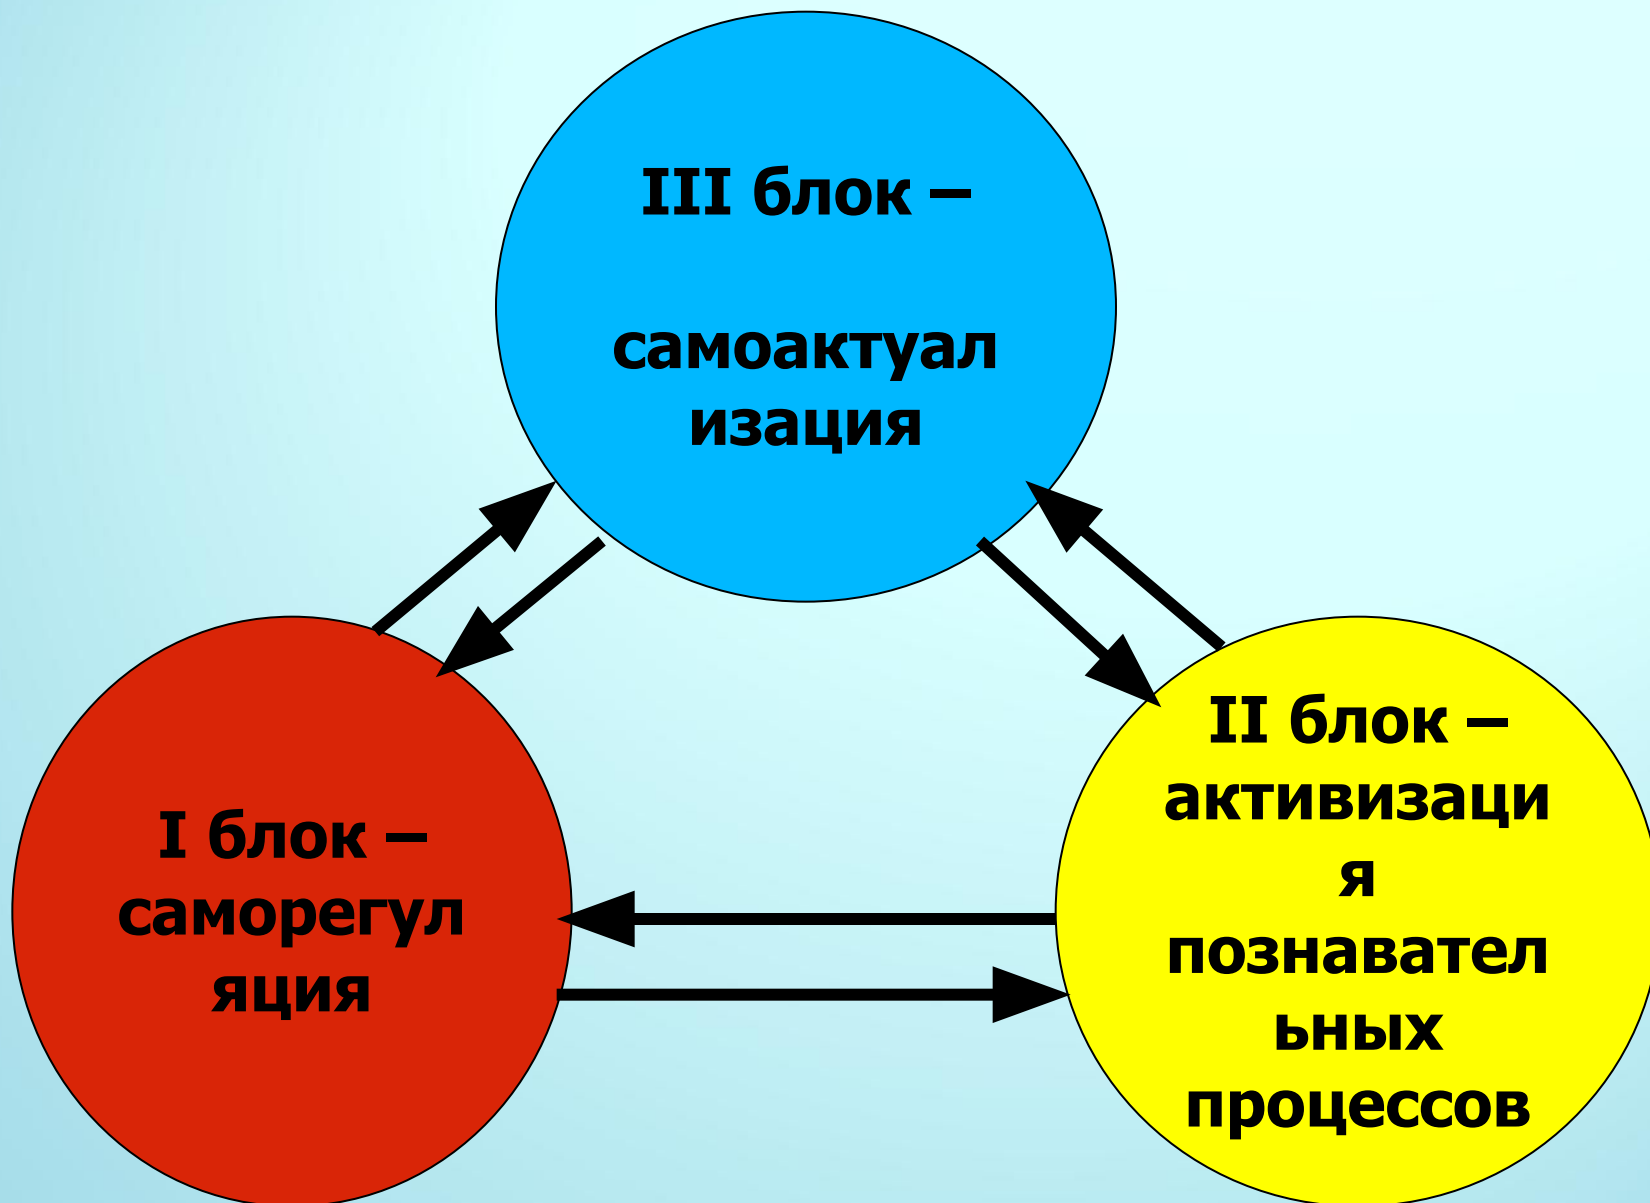 III блок –
самоактуал
изация
I блок –
саморегул
яция
II блок –
активизаци
я
познавател
ьных
процессов